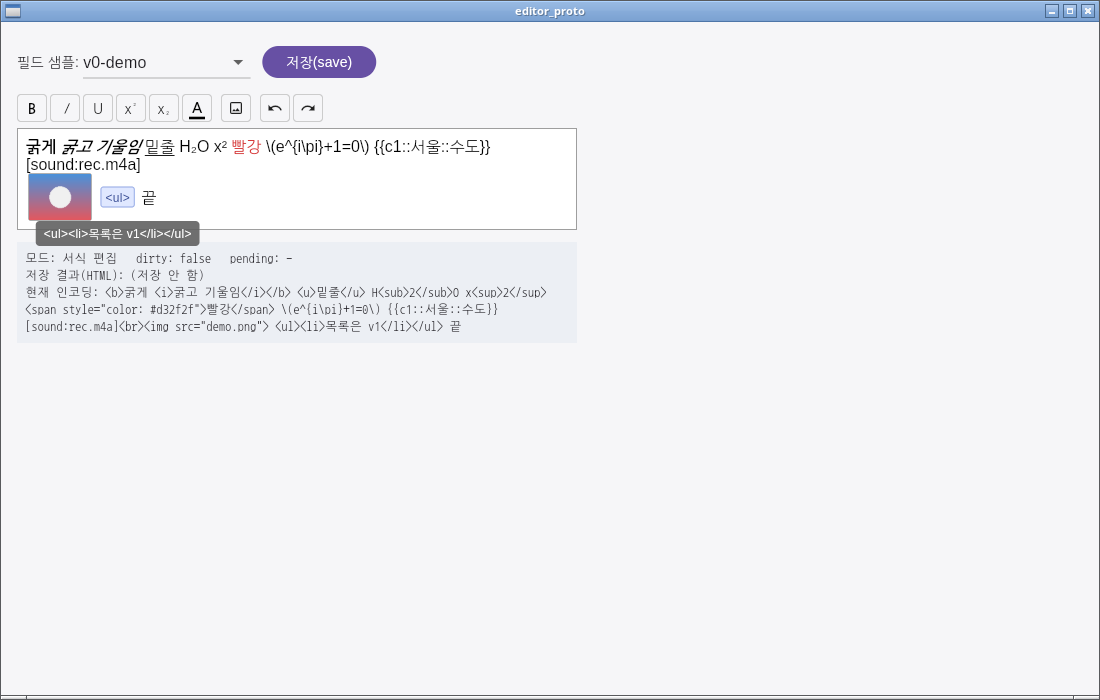 editor_proto
필드 샘플: v0-demo 저장(save)
B / U x² x₂ A
굵게 굵고 기울임 밑줄 H₂O x² 빨강 \(e^{i\pi}+1=0\) {{c1::서울::수도}}
[sound:rec.m4a]
<ul> 끝
<ul><li>목록은 v1</li></ul>
모드: 서식 편집 dirty: false pending: −
저장 결과(HTML): (저장 안 함)
현재 인코딩: <b>굵게 <i>굵고 기울임</i></b> <u>밑줄</u> H<sub>2</sub>O x<sup>2</sup>
<span style="color: #d32f2f">빨강</span> \(e^{i\pi}+1=0\) {{c1::서울::수도}}
[sound:rec.m4a]<br><img src="demo.png"> <ul><li>목록은 v1</li></ul> 끝